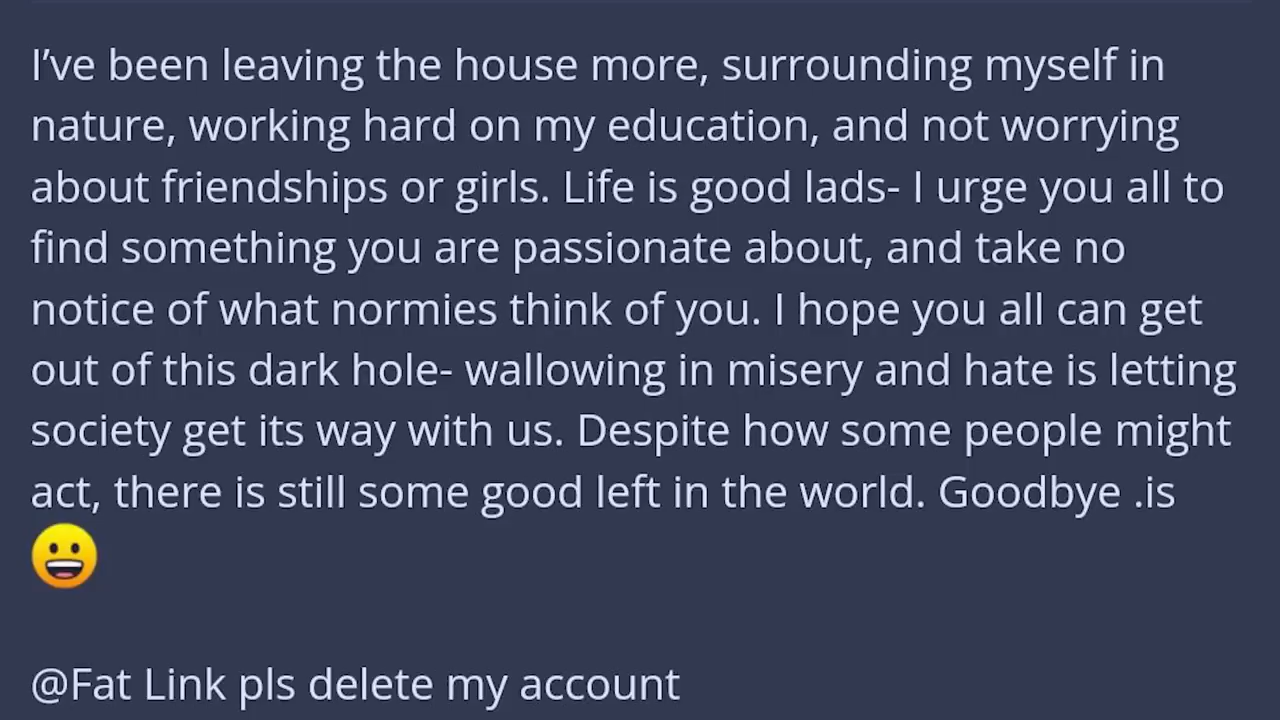 I’ve been leaving the house more, surrounding myself in
nature, working hard on my education, and not worrying
about friendships or girls. Life is good lads- I urge you all to
find something you are passionate about, and take no
notice of what normies think of you. I hope you all can get
out of this dark hole- wallowing in misery and hate is letting
society get its way with us. Despite how some people might
act, there is still some good left in the world. Goodbye .is
@Fat Link pls delete my account